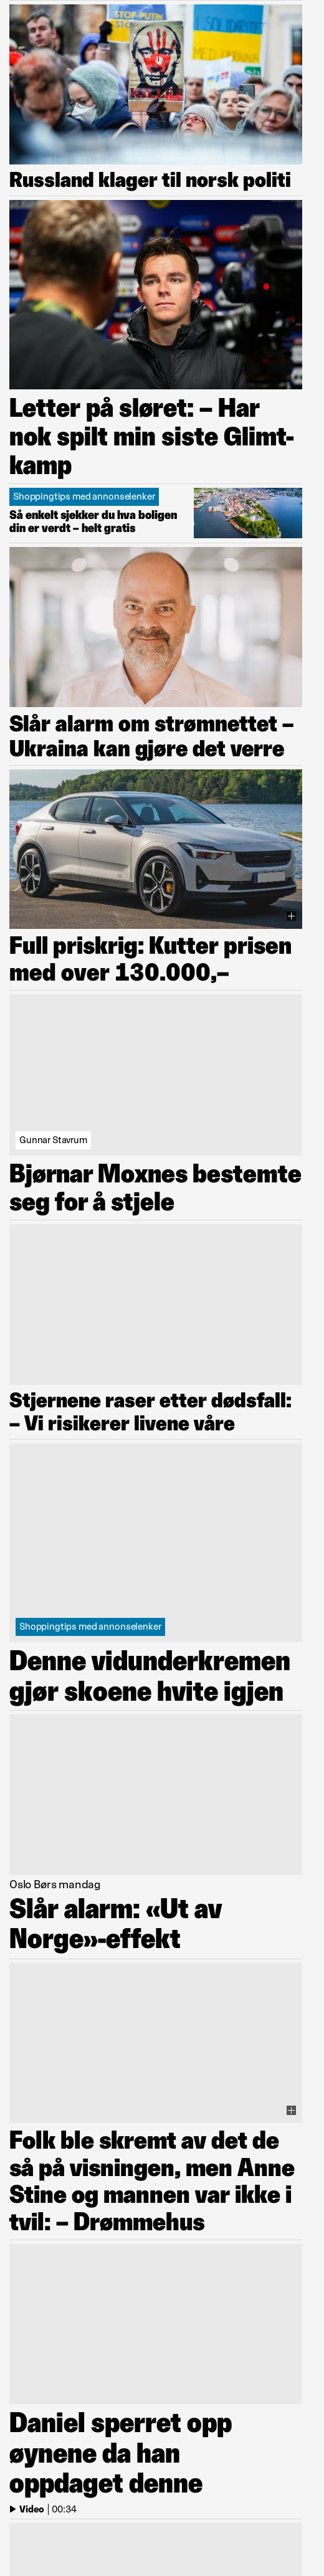 STOP PUTIN
STOP
MED UKRAINA
Russland klager til norsk politi
Letter på sløret: – Har
nok spilt min siste Glimt-
kamp
Shoppingtips med annonselenker
Så enkelt sjekker du hva boligen
din er verdt – helt gratis
Slår alarm om strømnettet –
Ukraina kan gjøre det verre
Full priskrig: Kutter prisen
med over 130.000,–
Gunnar Stavrum
Bjørnar Moxnes bestemte
seg for å stjele
Stjernene raser etter dødsfall:
– Vi risikerer livene våre
Shoppingtips med annonselenker
Denne vidunderkremen
gjør skoene hvite igjen
Oslo Børs mandag
Slår alarm: «Ut av
Norge»-effekt
Folk ble skremt av det de
så på visningen, men Anne
Stine og mannen var ikke i
tvil: – Drømmehus
Daniel sperret opp
øynene da han
oppdaget denne
Video | 00:34